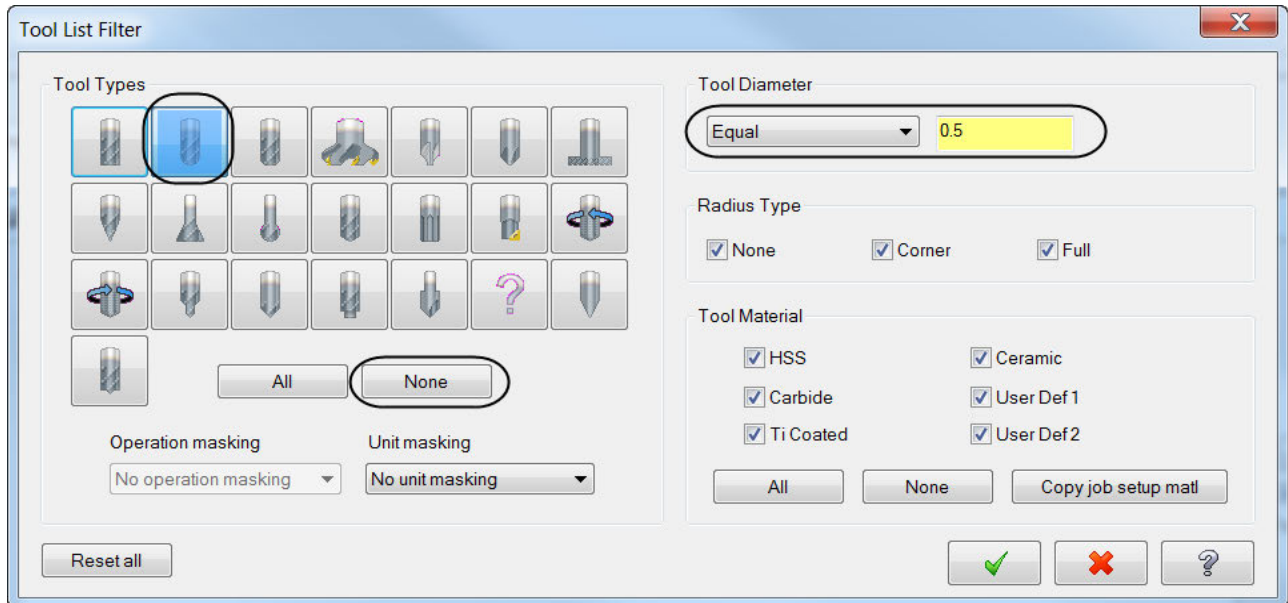 Tool List Filter
X
Tool Types
All
None
Operation masking
No operation masking
Unit masking
No unit masking
Reset all
Tool Diameter
Equal
0.5
Radius Type
None
Corner
Full
Tool Material
HSS
Ceramic
Carbide
User Def 1
Ti Coated
User Def 2
All
None
Copy job setup matl
?